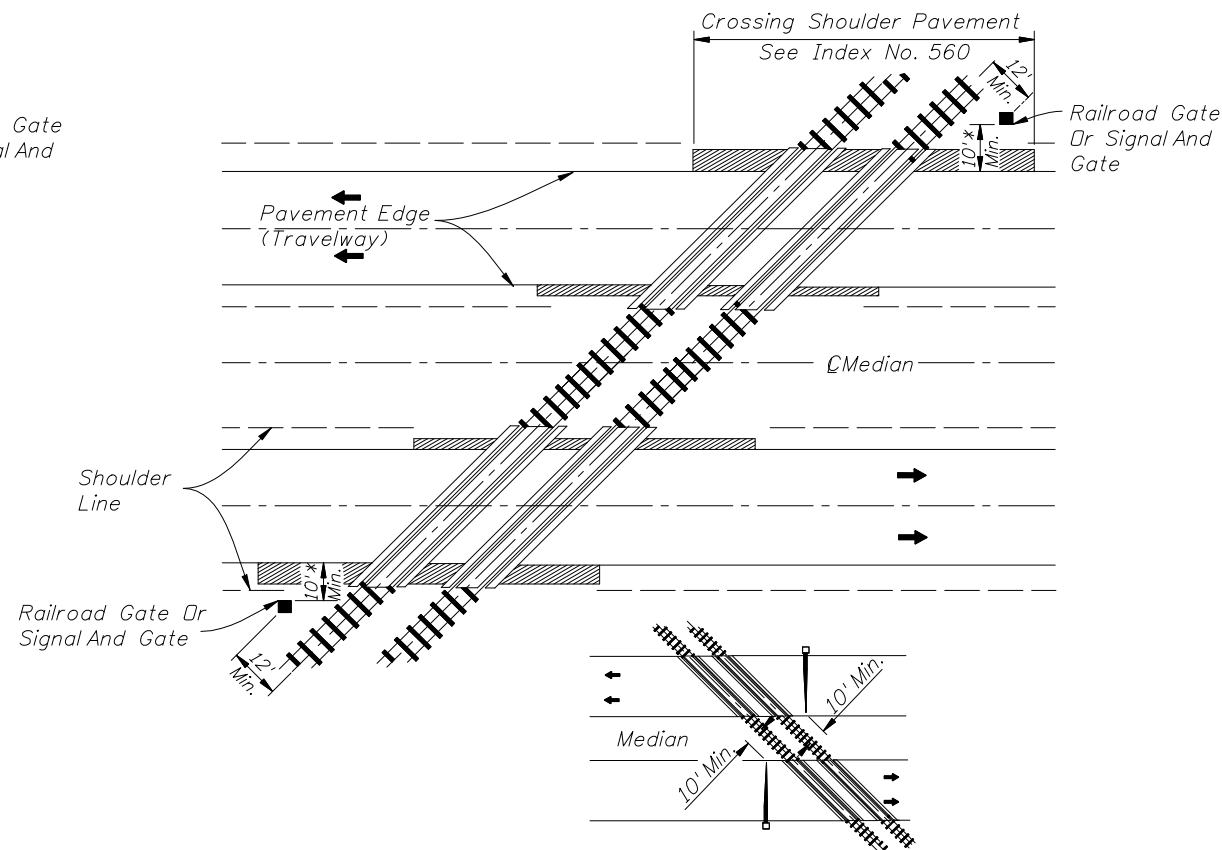 Crossing Shoulder Pavement
See Index No. 560
12'
Min.
Gate
al And
Railroad Gate
Or Signal And
Gate
10'*
Min.
Pavement Edge
(Travelway)
℄ Median
Shoulder
Line
10'*
Min.
Railroad Gate Or
Signal And Gate
12'
Min.
10' Min.
Median
10' Min.